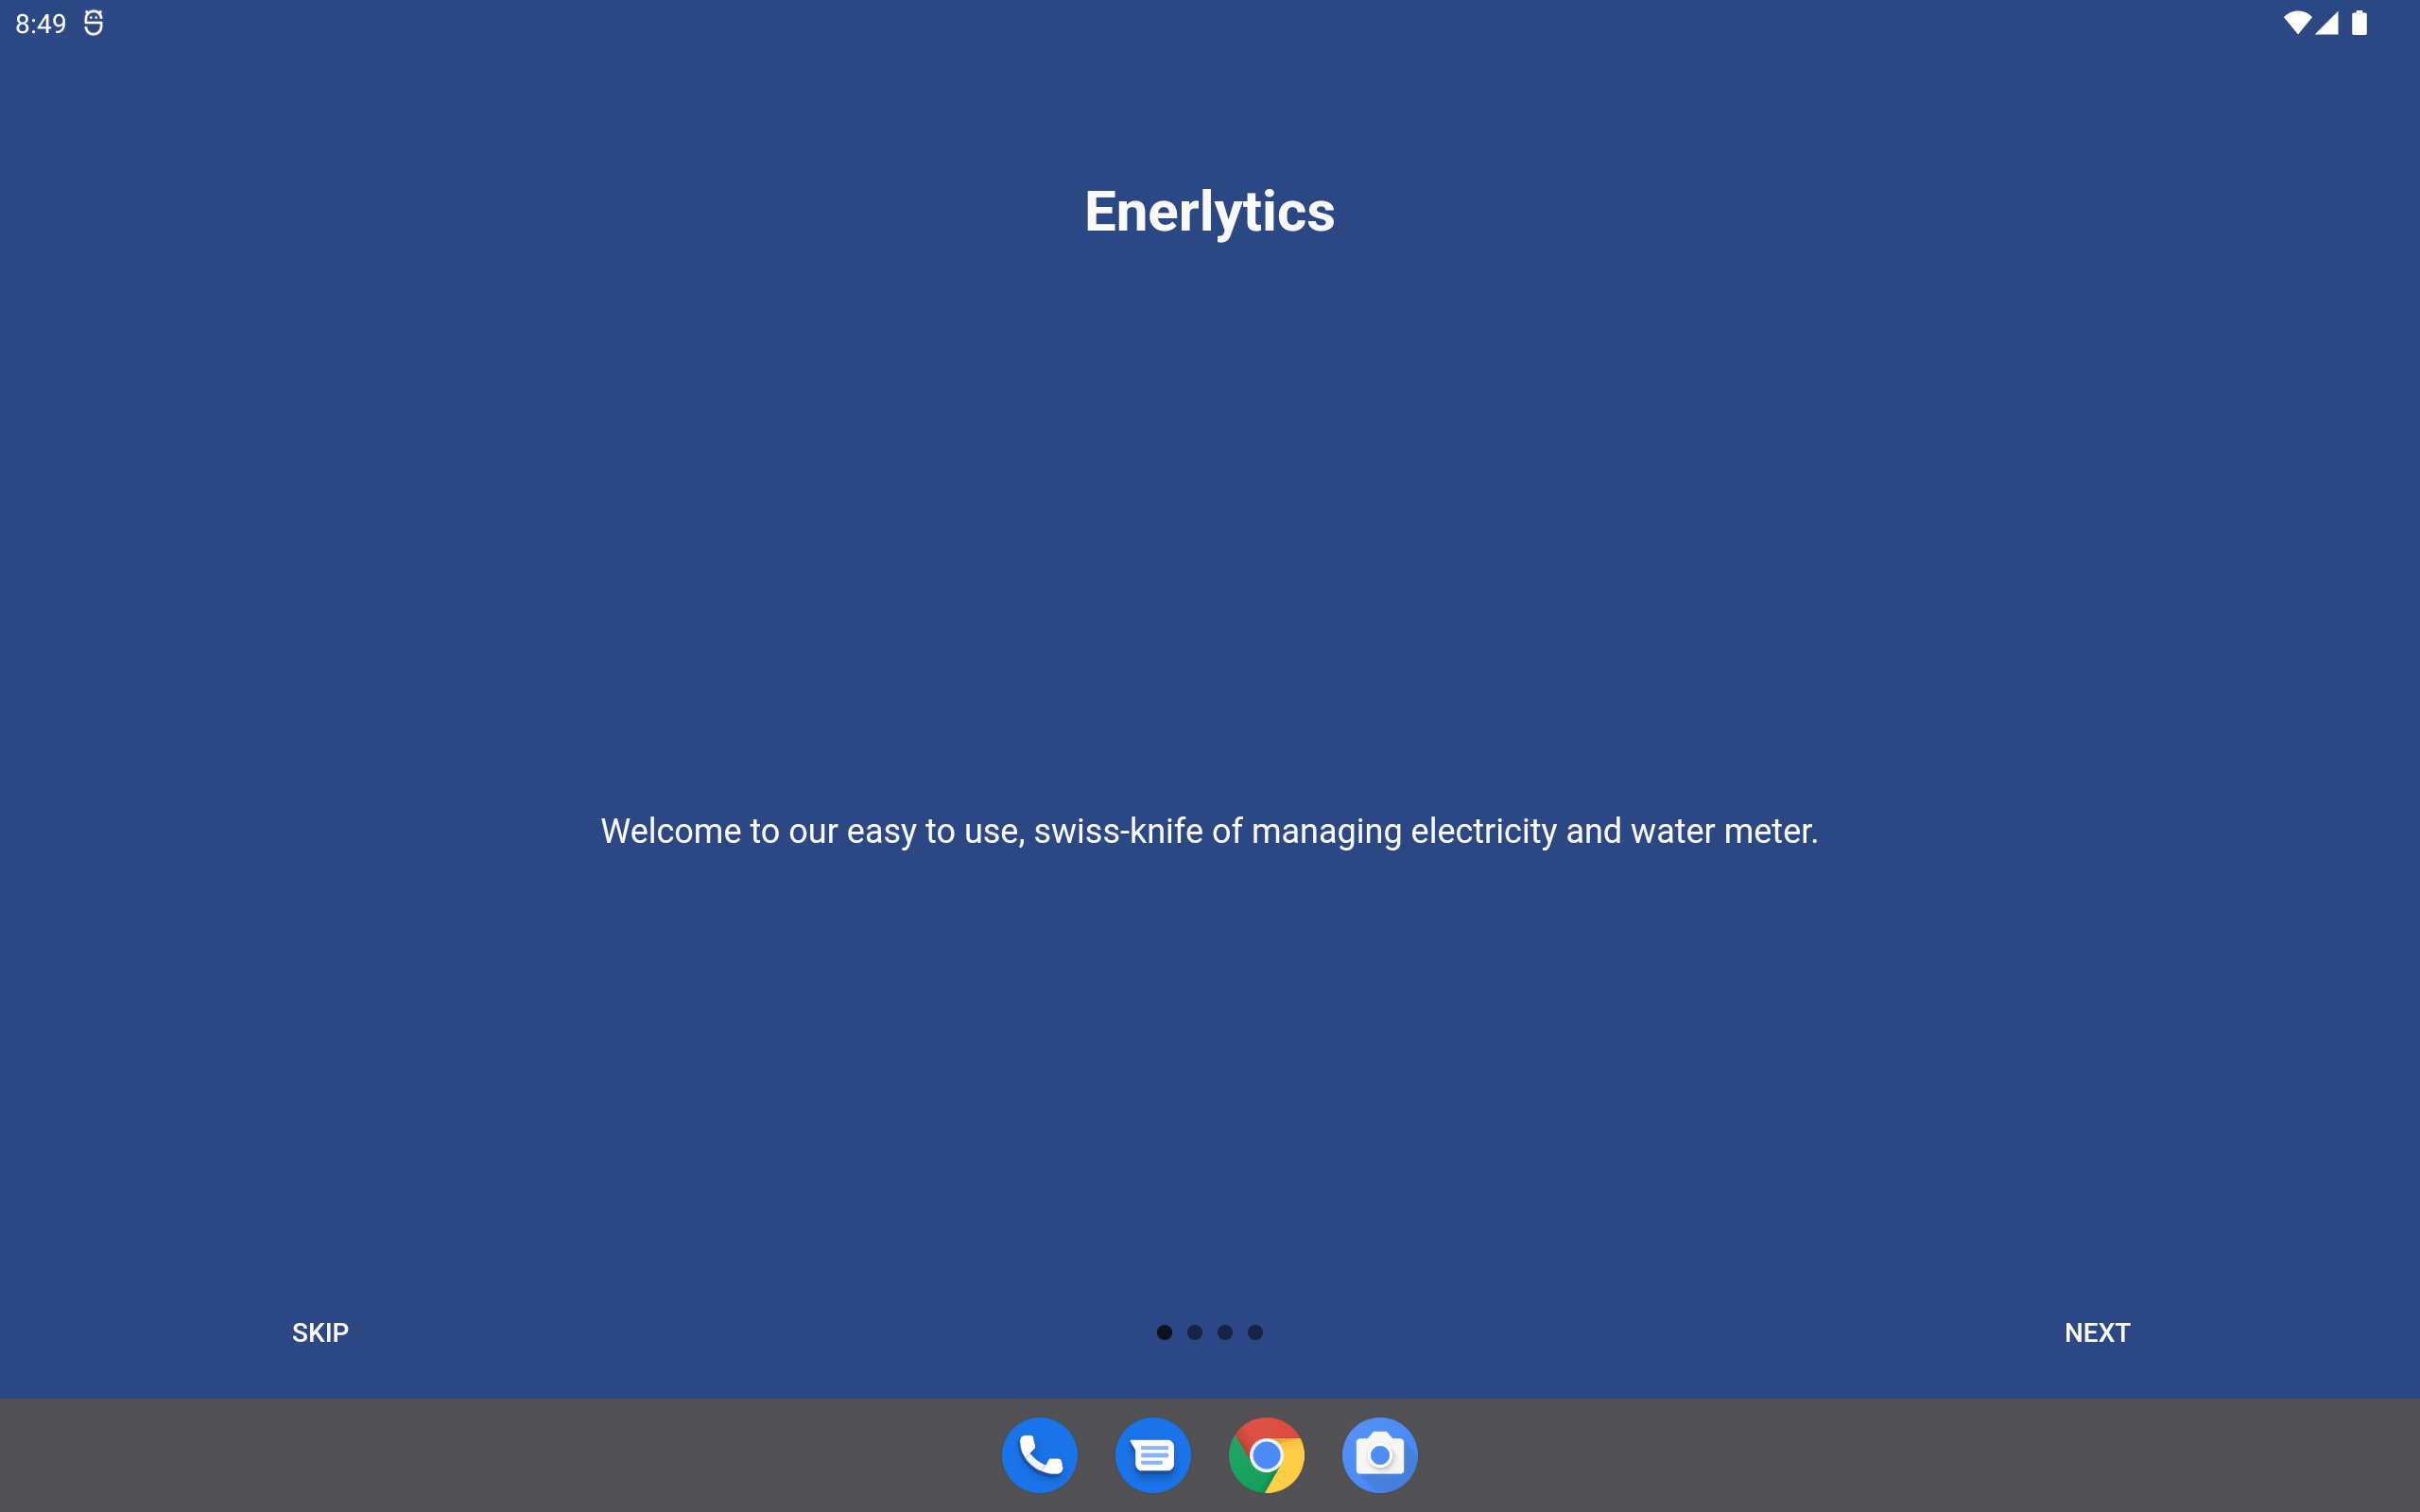 8:49
Enerlytics
Welcome to our easy to use, swiss-knife of managing electricity and water meter.
SKIP
NEXT